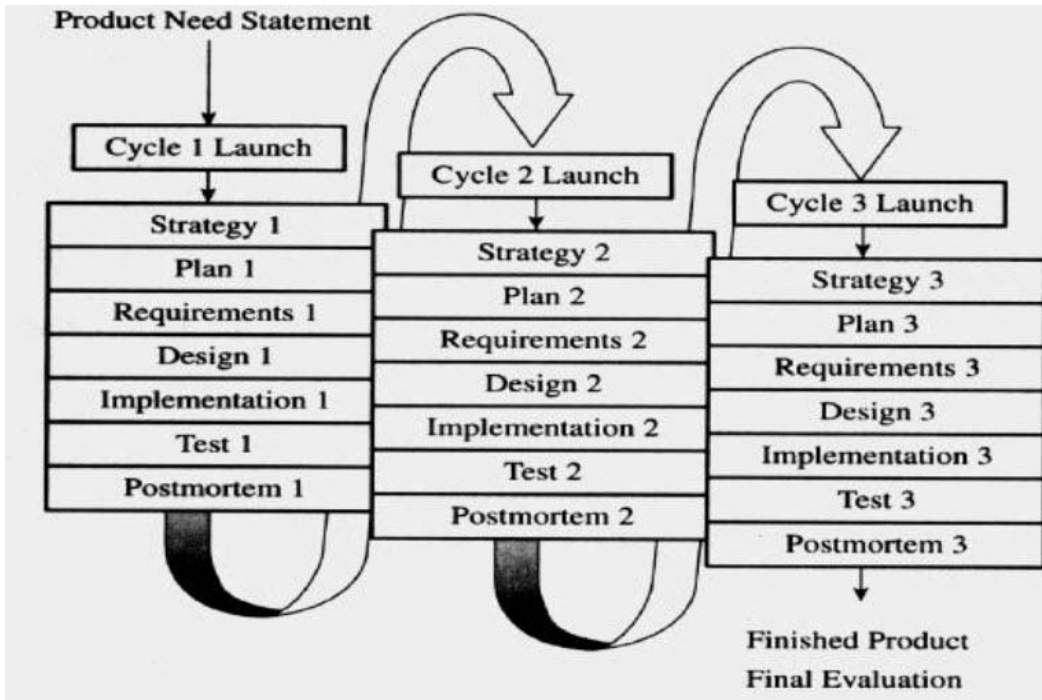 Product Need Statement
Cycle 1 Launch
Strategy 1
Plan 1
Requirements 1
Design 1
Implementation 1
Test 1
Postmortem 1
Cycle 2 Launch
Strategy 2
Plan 2
Requirements 2
Design 2
Implementation 2
Test 2
Postmortem 2
Cycle 3 Launch
Strategy 3
Plan 3
Requirements 3
Design 3
Implementation 3
Test 3
Postmortem 3
Finished Product
Final Evaluation